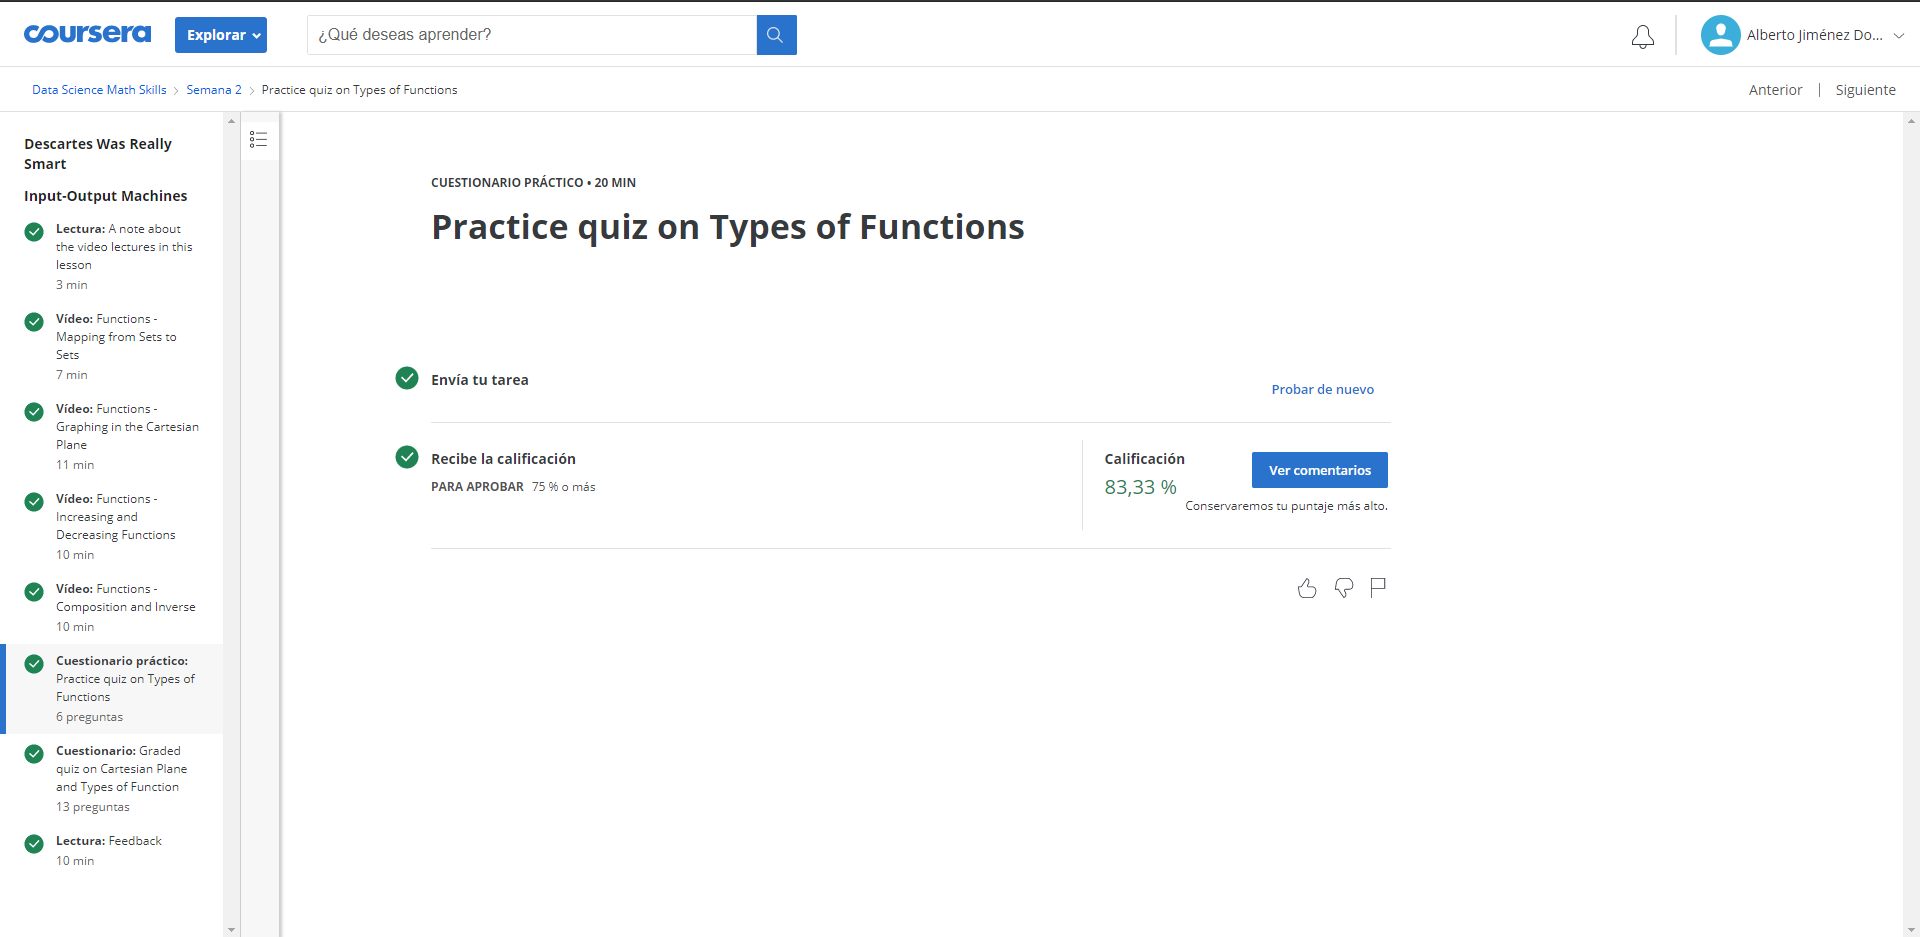 coursera
Explorar
¿Qué deseas aprender?
Alberto Jiménez Do...
Data Science Math Skills
Semana 2
Practice quiz on Types of Functions
Anterior
Siguiente
Descartes Was Really
Smart
Input-Output Machines
Lectura: A note about
the video lectures in this
lesson
3 min
Vídeo: Functions -
Mapping from Sets to
Sets
7 min
Vídeo: Functions -
Graphing in the Cartesian
Plane
11 min
Vídeo: Functions -
Increasing and
Decreasing Functions
10 min
Vídeo: Functions -
Composition and Inverse
10 min
Cuestionario práctico:
Practice quiz on Types of
Functions
6 preguntas
Cuestionario: Graded
quiz on Cartesian Plane
and Types of Function
13 preguntas
Lectura: Feedback
10 min
CUESTIONARIO PRÁCTICO • 20 MIN
Practice quiz on Types of Functions
Envía tu tarea
Probar de nuevo
Recibe la calificación
PARA APROBAR 75 % o más
Calificación
83,33 %
Ver comentarios
Conservaremos tu puntaje más alto.